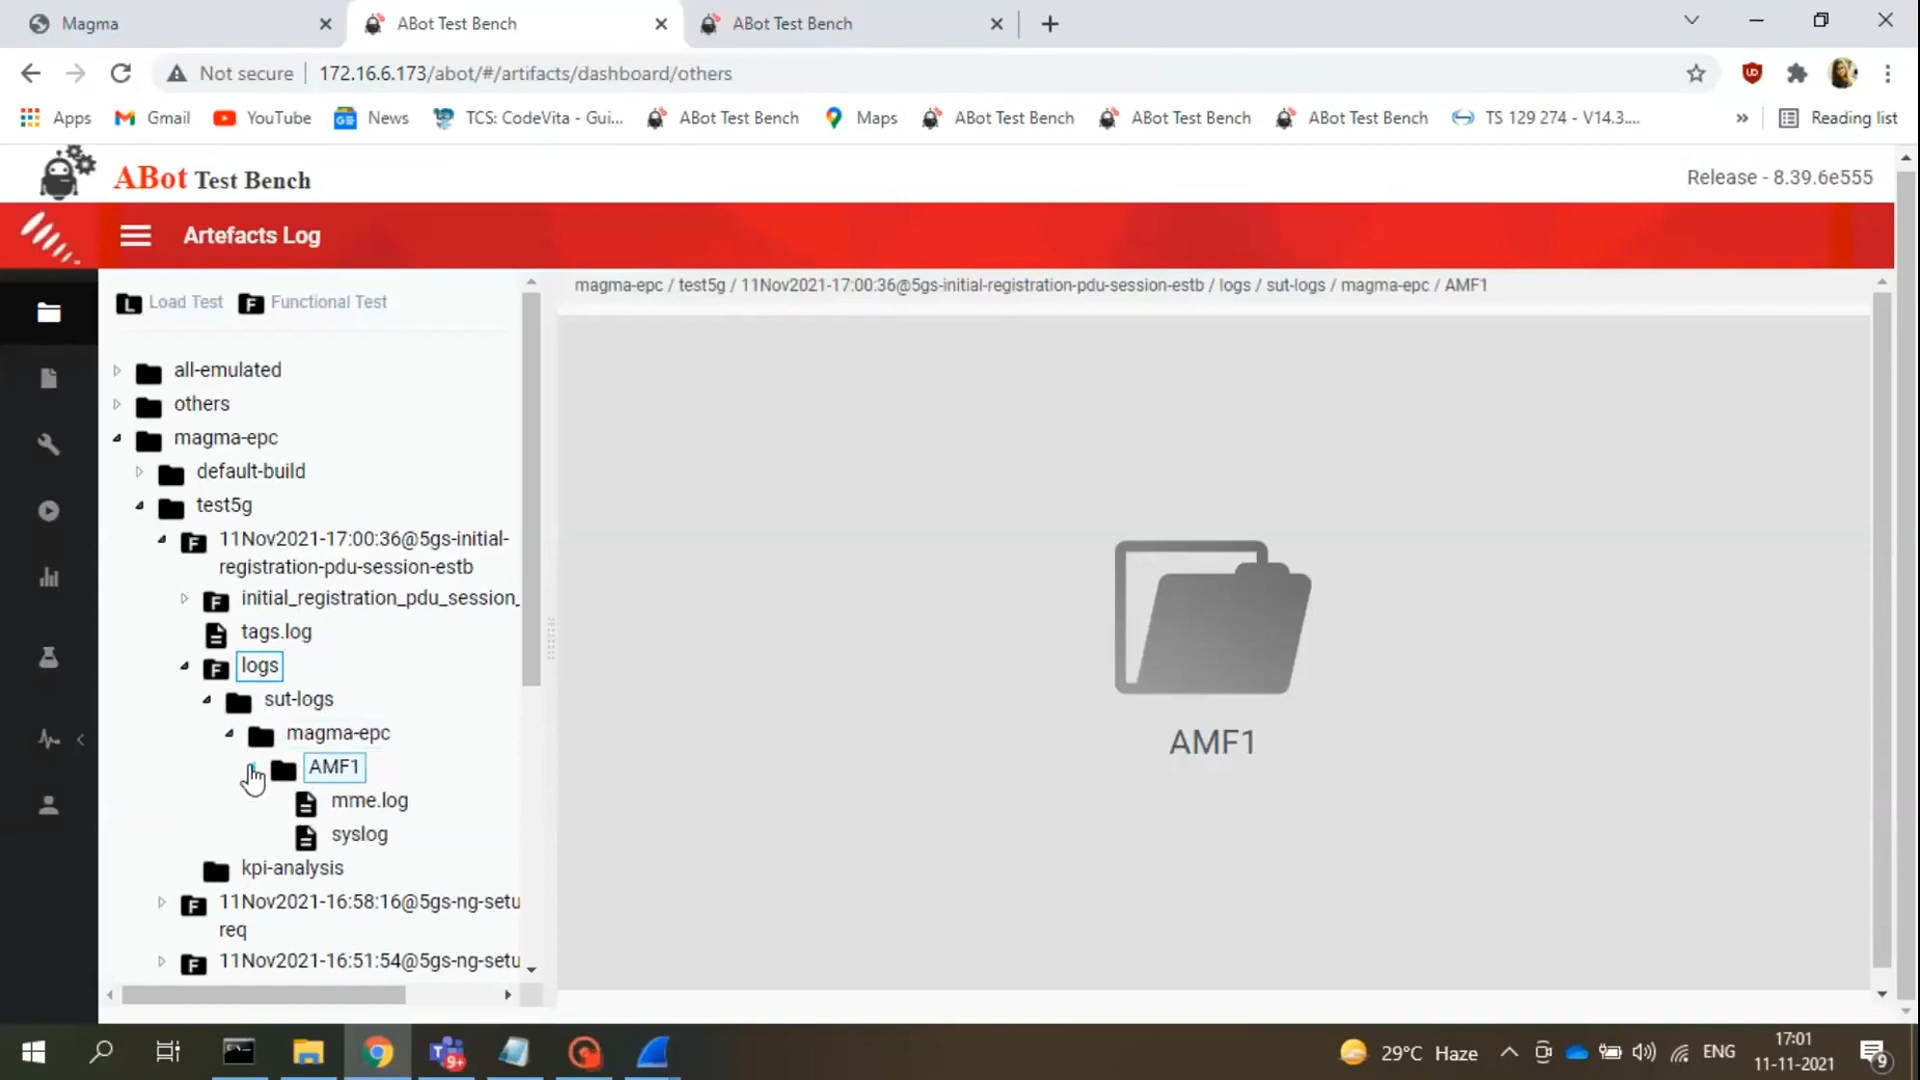 Magma
ABot Test Bench
ABot Test Bench
Not secure
172.16.6.173/abot/#/artifacts/dashboard/others
Apps
Gmail
YouTube
News
TCS: CodeVita - Gui...
ABot Test Bench
Maps
ABot Test Bench
ABot Test Bench
ABot Test Bench
TS 129 274 - V14.3....
»
Reading list
ABot Test Bench
Release - 8.39.6e555
Artefacts Log
L Load Test
F Functional Test
magma-epc / test5g / 11Nov2021-17:00:36@5gs-initial-registration-pdu-session-estb / logs / sut-logs / magma-epc / AMF1
all-emulated
others
magma-epc
default-build
test5g
F 11Nov2021-17:00:36@5gs-initial-
registration-pdu-session-estb
F initial_registration_pdu_session_
tags.log
F logs
sut-logs
magma-epc
AMF1
mme.log
syslog
kpi-analysis
F 11Nov2021-16:58:16@5gs-ng-setu
req
F 11Nov2021-16:51:54@5gs-ng-setu
AMF1
9+
29°C Haze
ENG
17:01
11-11-2021
9